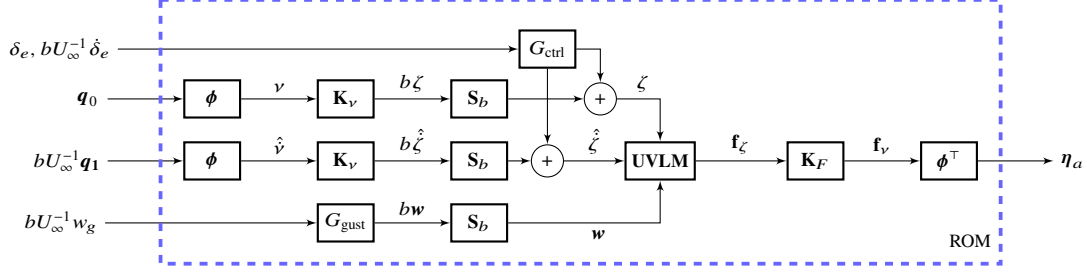 δ_e, bU_∞^{-1} δ̇_e G_ctrl
q_0 ϕ ν K_ν bζ S_b + ζ
bU_∞^{-1} q_1 ϕ ν̂ K_ν bζ̂̇ S_b + ζ̂̇ UVLM f_ζ K_F f_ν ϕ^⊤ η_a
bU_∞^{-1} w_g G_gust bw S_b w
ROM